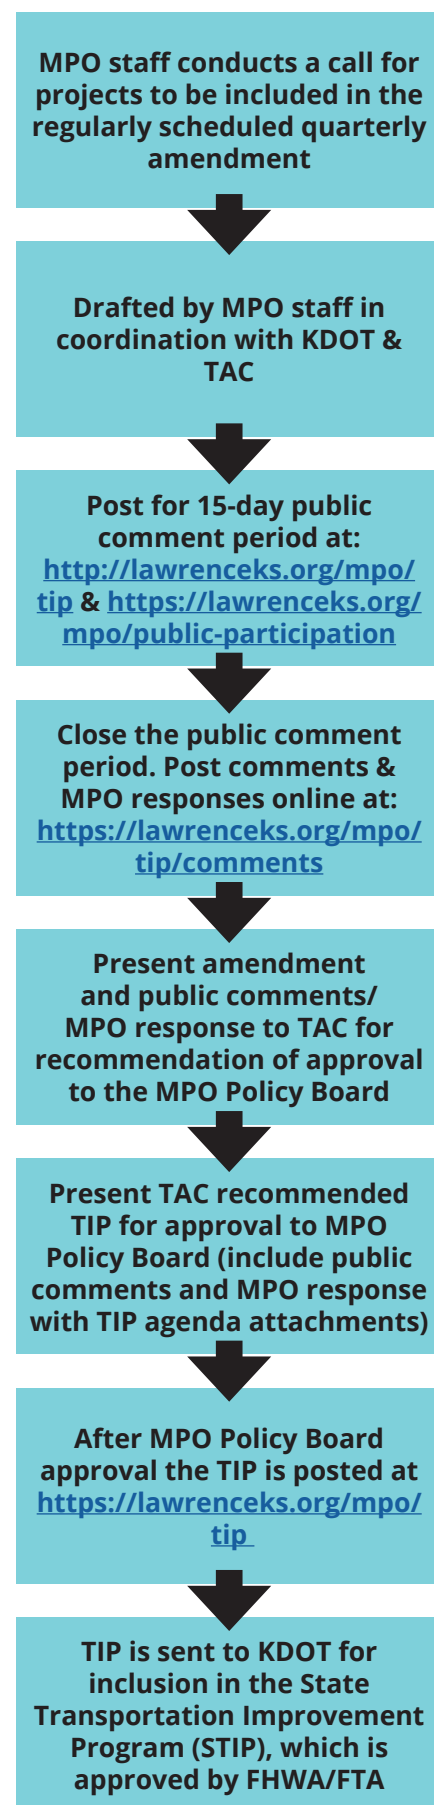 MPO staff conducts a call for
projects to be included in the
regularly scheduled quarterly
amendment
Drafted by MPO staff in
coordination with KDOT &
TAC
Post for 15-day public
comment period at:
http://lawrenceks.org/mpo/
tip & https://lawrenceks.org/
mpo/public-participation
Close the public comment
period. Post comments &
MPO responses online at:
https://lawrenceks.org/mpo/
tip/comments
Present amendment
and public comments/
MPO response to TAC for
recommendation of approval
to the MPO Policy Board
Present TAC recommended
TIP for approval to MPO
Policy Board (include public
comments and MPO response
with TIP agenda attachments)
After MPO Policy Board
approval the TIP is posted at
https://lawrenceks.org/mpo/
tip
TIP is sent to KDOT for
inclusion in the State
Transportation Improvement
Program (STIP), which is
approved by FHWA/FTA